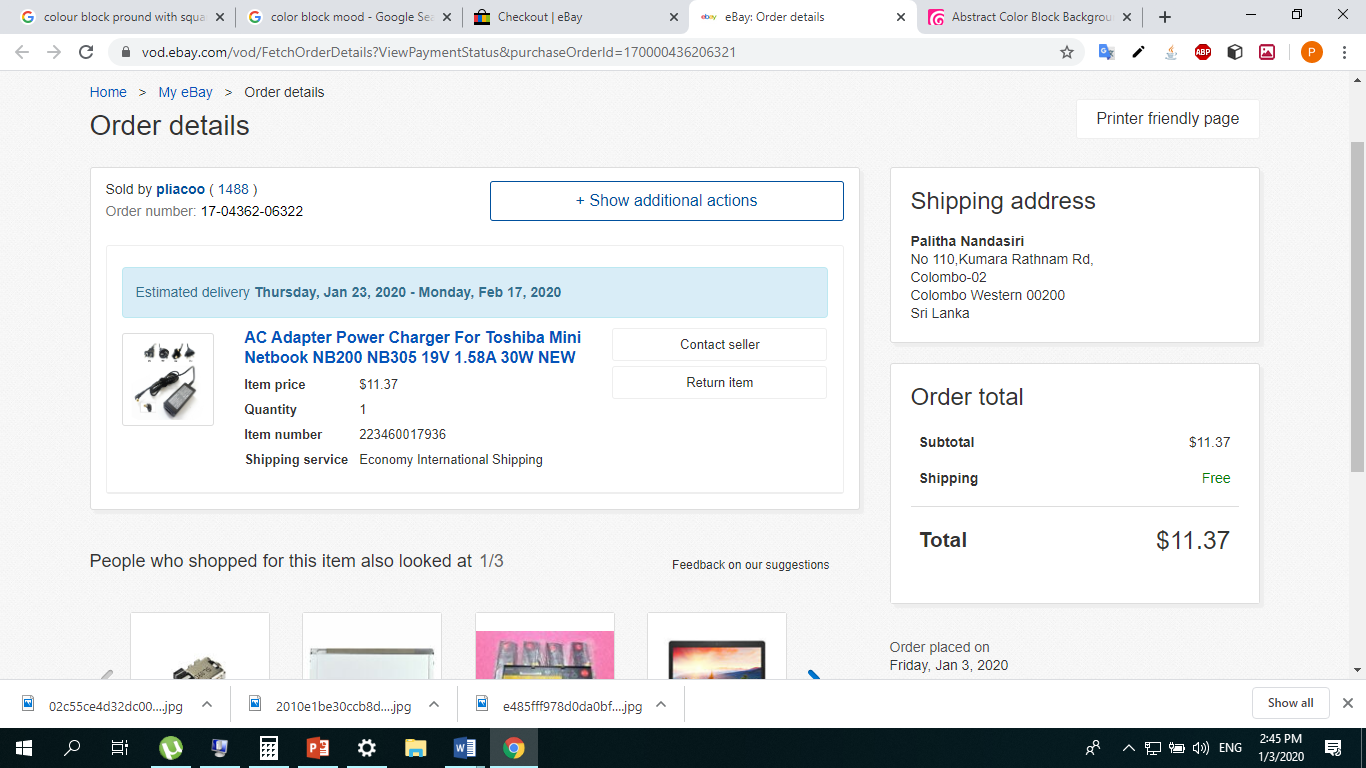 colour block pround with squa
color block mood - Google Sea
Checkout | eBay
eBay: Order details
Abstract Color Block Backgrou
vod.ebay.com/vod/FetchOrderDetails?ViewPaymentStatus&purchaseOrderId=170000436206321
ABP
P
Home > My eBay > Order details
Order details
Printer friendly page
Sold by pliacoo ( 1488 )
Order number: 17-04362-06322
+ Show additional actions
Estimated delivery Thursday, Jan 23, 2020 - Monday, Feb 17, 2020
AC Adapter Power Charger For Toshiba Mini
Netbook NB200 NB305 19V 1.58A 30W NEW
Item price $11.37
Quantity 1
Item number 223460017936
Shipping service Economy International Shipping
Contact seller
Return item
Shipping address
Palitha Nandasiri
No 110,Kumara Rathnam Rd,
Colombo-02
Colombo Western 00200
Sri Lanka
Order total
Subtotal $11.37
Shipping Free
Total $11.37
People who shopped for this item also looked at 1/3
Feedback on our suggestions
Order placed on
Friday, Jan 3, 2020
02c55ce4d32dc00....jpg
2010e1be30ccb8d....jpg
e485fff978d0da0bf....jpg
Show all
ENG
2:45 PM
1/3/2020